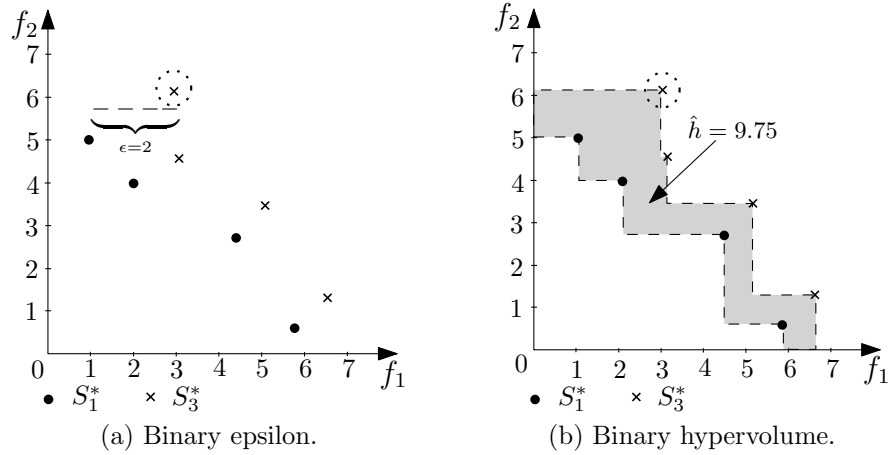 f₂
7
6
5
4
3
2
1
0
1 2 3 4 5 6 7
f₁
ϵ=2
● S₁* × S₃*
(a) Binary epsilon.
f₂
7
6
5
4
3
2
1
0
1 2 3 4 5 6 7
f₁
ĥ = 9.75
● S₁* × S₃*
(b) Binary hypervolume.